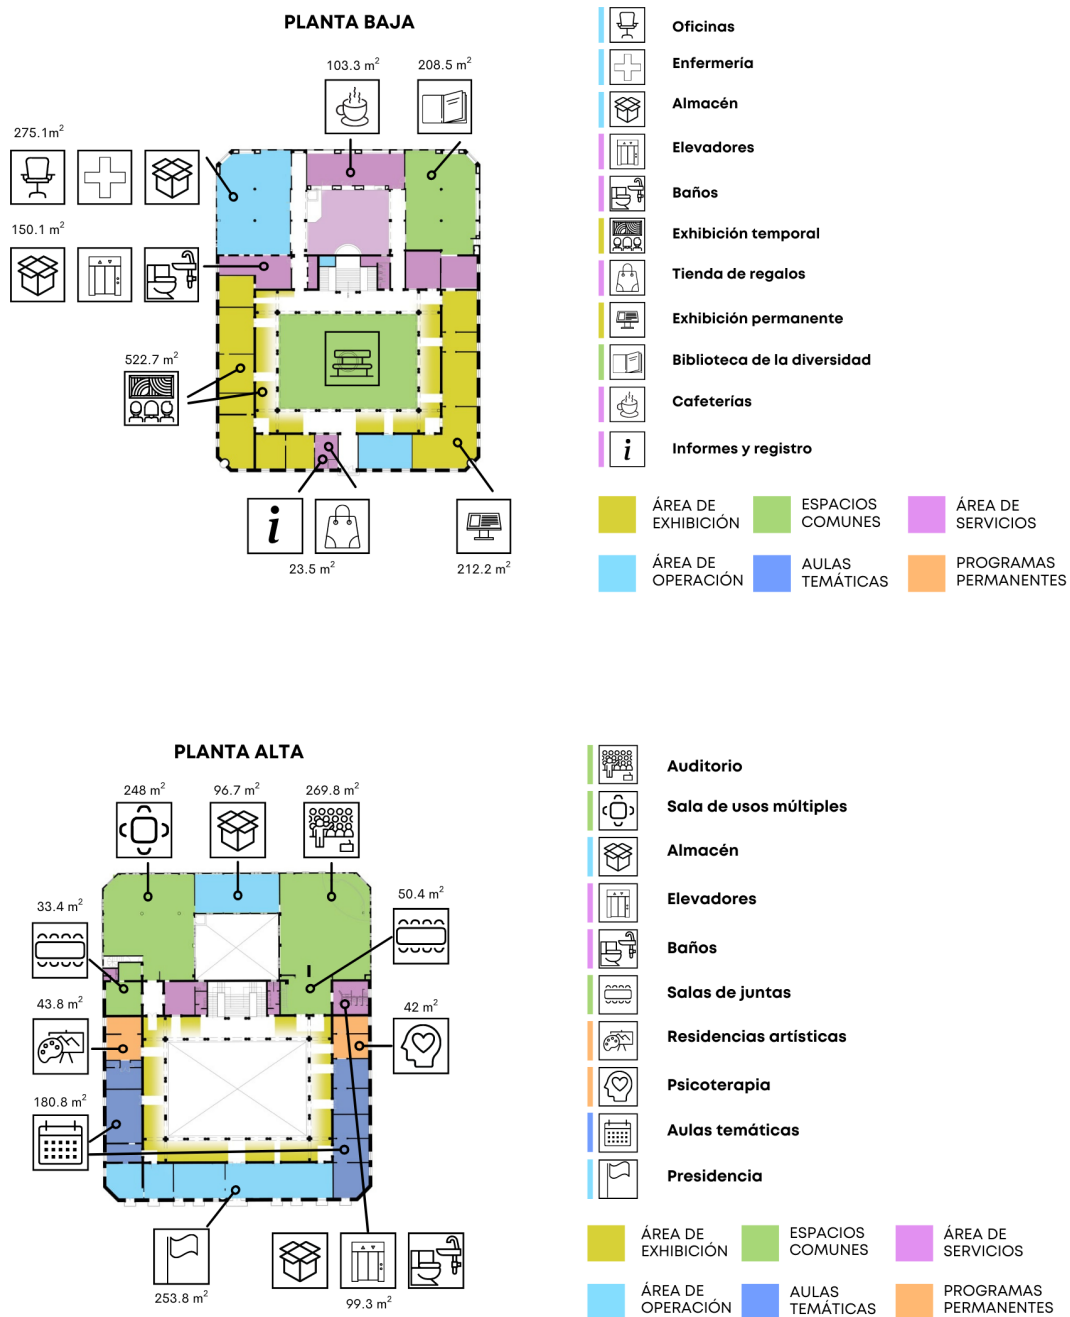 PLANTA BAJA
103.3 m²
208.5 m²
275.1m²
150.1 m²
522.7 m²
i
23.5 m²
212.2 m²
Oficinas
Enfermería
Almacén
Elevadores
Baños
Exhibición temporal
Tienda de regalos
Exhibición permanente
Biblioteca de la diversidad
Cafeterías
i
Informes y registro
ÁREA DE
EXHIBICIÓN
ESPACIOS
COMUNES
ÁREA DE
SERVICIOS
ÁREA DE
OPERACIÓN
AULAS
TEMÁTICAS
PROGRAMAS
PERMANENTES
PLANTA ALTA
248 m²
96.7 m²
269.8 m²
33.4 m²
50.4 m²
43.8 m²
42 m²
180.8 m²
253.8 m²
99.3 m²
Auditorio
Sala de usos múltiples
Almacén
Elevadores
Baños
Salas de juntas
Residencias artísticas
Psicoterapia
Aulas temáticas
Presidencia
ÁREA DE
EXHIBICIÓN
ESPACIOS
COMUNES
ÁREA DE
SERVICIOS
ÁREA DE
OPERACIÓN
AULAS
TEMÁTICAS
PROGRAMAS
PERMANENTES